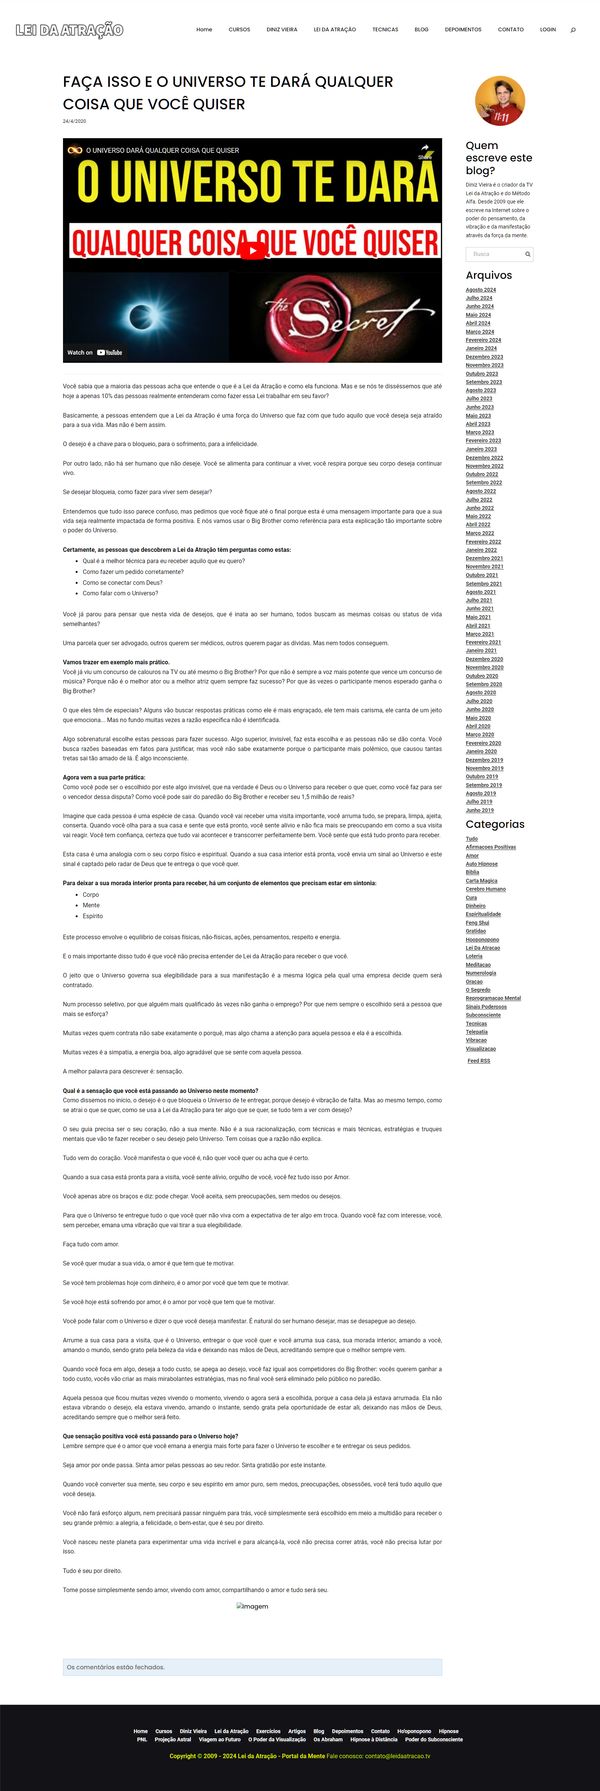 LEI DA ATRAÇÃO
Home CURSOS DINIZ VIEIRA LEI DA ATRAÇÃO TECNICAS BLOG DEPOIMENTOS CONTATO LOGIN
FAÇA ISSO E O UNIVERSO TE DARÁ QUALQUER
COISA QUE VOCÊ QUISER
24/4/2020
O UNIVERSO DARÁ QUALQUER COISA QUE QUISER
Share
O UNIVERSO TE DARÁ
QUALQUER COISA QUE VOCÊ QUISER
the Secret
Watch on YouTube
Você sabia que a maioria das pessoas acha que entende o que é a Lei da Atração e como ela funciona. Mas e se nós te disséssemos que até
hoje a apenas 10% das pessoas realmente entenderam como fazer essa Lei trabalhar em seu favor?
Basicamente, a pessoas entendem que a Lei da Atração é uma força do Universo que faz com que tudo aquilo que você deseja seja atraído
para a sua vida. Mas não é bem assim.
O desejo é a chave para o bloqueio, para o sofrimento, para a infelicidade.
Por outro lado, não há ser humano que não deseje. Você se alimenta para continuar a viver, você respira porque seu corpo deseja continuar
vivo.
Se desejar bloqueia, como fazer para viver sem desejar?
Entendemos que tudo isso parece confuso, mas pedimos que você fique até o final porque esta é uma mensagem importante para que a sua
vida seja realmente impactada de forma positiva. E nós vamos usar o Big Brother como referência para esta explicação tão importante sobre
o poder do Universo.
Certamente, as pessoas que descobrem a Lei da Atração têm perguntas como estas:
• Qual é a melhor técnica para eu receber aquilo que eu quero?
• Como fazer um pedido corretamente?
• Como se conectar com Deus?
• Como falar com o Universo?
Você já parou para pensar que nesta vida de desejos, que é inata ao ser humano, todos buscam as mesmas coisas ou status de vida
semelhantes?
Uma parcela quer ser advogado, outros querem ser médicos, outros querem pagar as dívidas. Mas nem todos conseguem.
Vamos trazer em exemplo mais prático.
Você já viu um concurso de calouros na TV ou até mesmo o Big Brother? Por que não é sempre a voz mais potente que vence um concurso de
música? Porque não é o melhor ator ou a melhor atriz quem sempre faz sucesso? Por que às vezes o participante menos esperado ganha o
Big Brother?
O que eles têm de especiais? Alguns vão buscar respostas práticas como ele é mais engraçado, ele tem mais carisma, ele canta de um jeito
que emociona... Mas no fundo muitas vezes a razão específica não é identificada.
Algo sobrenatural escolhe estas pessoas para fazer sucesso. Algo superior, invisível, faz esta escolha e as pessoas não se dão conta. Você
busca razões baseadas em fatos para justificar, mas você não sabe exatamente porque o participante mais polêmico, que causou tantas
tretas sai tão amado de lá. É algo inconsciente.
Agora vem a sua parte prática:
Como você pode ser o escolhido por este algo invisível, que na verdade é Deus ou o Universo para receber o que quer, como você faz para ser
o vencedor dessa disputa? Como você pode sair do paredão do Big Brother e receber seu 1,5 milhão de reais?
Imagine que cada pessoa é uma espécie de casa. Quando você vai receber uma visita importante, você arruma tudo, se prepara, limpa, ajeita,
conserta. Quando você olha para a sua casa e sente que está pronto, você sente alívio e não fica mais se preocupando em como a sua visita
vai reagir. Você tem confiança, certeza que tudo vai acontecer e transcorrer perfeitamente bem. Você sente que está tudo pronto para receber.
Esta casa é uma analogia com o seu corpo físico e espiritual. Quando a sua casa interior está pronta, você envia um sinal ao Universo e este
sinal é captado pelo radar de Deus que te entrega o que você quer.
Para deixar a sua morada interior pronta para receber, há um conjunto de elementos que precisam estar em sintonia:
• Corpo
• Mente
• Espírito
Este processo envolve o equilíbrio de coisas físicas, não-físicas, ações, pensamentos, respeito e energia.
E o mais importante disso tudo é que você não precisa entender de Lei da Atração para receber o que você.
O jeito que o Universo governa sua elegibilidade para a sua manifestação é a mesma lógica pela qual uma empresa decide quem será
contratado.
Num processo seletivo, por que alguém mais qualificado às vezes não ganha o emprego? Por que nem sempre o escolhido será a pessoa que
mais se esforça?
Muitas vezes quem contrata não sabe exatamente o porquê, mas algo chama a atenção para aquela pessoa e ela é a escolhida.
Muitas vezes é a simpatia, a energia boa, algo agradável que se sente com aquela pessoa.
A melhor palavra para descrever é: sensação.
Qual é a sensação que você está passando ao Universo neste momento?
Como dissemos no início, o desejo é o que bloqueia o Universo de te entregar, porque desejo é vibração de falta. Mas ao mesmo tempo, como
se atrai o que se quer, como se usa a Lei da Atração para ter algo que se quer, se tudo tem a ver com desejo?
O seu guia precisa ser o seu coração, não a sua mente. Não é a sua racionalização, com técnicas e mais técnicas, estratégias e truques
mentais que vão te fazer receber o seu desejo pelo Universo. Tem coisas que a razão não explica.
Tudo vem do coração. Você manifesta o que você é, não quer você quer ou acha que é certo.
Quando a sua casa está pronta para a visita, você sente alívio, orgulho de você, você fez tudo isso por Amor.
Você apenas abre os braços e diz: pode chegar. Você aceita, sem preocupações, sem medos ou desejos.
Para que o Universo te entregue tudo o que você quer não viva com a expectativa de ter algo em troca. Quando você faz com interesse, você,
sem perceber, emana uma vibração que vai tirar a sua elegibilidade.
Faça tudo com amor.
Se você quer mudar a sua vida, o amor é que tem que te motivar.
Se você tem problemas hoje com dinheiro, é o amor por você que tem que te motivar.
Se você hoje está sofrendo por amor, é o amor por você que tem que te motivar.
Você pode falar com o Universo e dizer o que você deseja manifestar. É natural do ser humano desejar, mas se desapegue ao desejo.
Arrume a sua casa para a visita, que é o Universo, entregar o que você quer e você arruma sua casa, sua morada interior, amando a você,
amando o mundo, sendo grato pela beleza da vida e deixando nas mãos de Deus, acreditando sempre que o melhor sempre vem.
Quando você foca em algo, deseja a todo custo, se apega ao desejo, você faz igual aos competidores do Big Brother: vocês querem ganhar a
todo custo, vocês vão criar as mais mirabolantes estratégias, mas no final você será eliminado pelo público no paredão.
Aquela pessoa que ficou muitas vezes vivendo o momento, vivendo o agora será a escolhida, porque a casa dela já estava arrumada. Ela não
estava vibrando o desejo, ela estava vivendo, amando o instante, sendo grata pela oportunidade de estar ali, deixando nas mãos de Deus,
acreditando sempre que o melhor será feito.
Que sensação positiva você está passando para o Universo hoje?
Lembre sempre que é o amor que você emana a energia mais forte para fazer o Universo te escolher e te entregar os seus pedidos.
Seja amor por onde passa. Sinta amor pelas pessoas ao seu redor. Sinta gratidão por este instante.
Quando você converter sua mente, seu corpo e seu espírito em amor puro, sem medos, preocupações, obsessões, você terá tudo aquilo que
você deseja.
Você não fará esforço algum, nem precisará passar ninguém para trás, você simplesmente será escolhido em meio a multidão para receber o
seu grande prêmio: a alegria, a felicidade, o bem-estar, que é seu por direito.
Você nasceu neste planeta para experimentar uma vida incrível e para alcançá-la, você não precisa correr atrás, você não precisa lutar por
isso.
Tudo é seu por direito.
Tome posse simplesmente sendo amor, vivendo com amor, compartilhando o amor e tudo será seu.
Imagem
Os comentários estão fechados.
11:11
Quem
escreve este
blog?
Diniz Vieira é o criador da TV
Lei da Atração e do Método
Alfa. Desde 2009 que ele
escreve na Internet sobre o
poder do pensamento, da
vibração e da manifestação
através da força da mente.
Busca
Arquivos
Agosto 2024
Julho 2024
Junho 2024
Maio 2024
Abril 2024
Março 2024
Fevereiro 2024
Janeiro 2024
Dezembro 2023
Novembro 2023
Outubro 2023
Setembro 2023
Agosto 2023
Julho 2023
Junho 2023
Maio 2023
Abril 2023
Março 2023
Fevereiro 2023
Janeiro 2023
Dezembro 2022
Novembro 2022
Outubro 2022
Setembro 2022
Agosto 2022
Julho 2022
Junho 2022
Maio 2022
Abril 2022
Março 2022
Fevereiro 2022
Janeiro 2022
Dezembro 2021
Novembro 2021
Outubro 2021
Setembro 2021
Agosto 2021
Julho 2021
Junho 2021
Maio 2021
Abril 2021
Março 2021
Fevereiro 2021
Janeiro 2021
Dezembro 2020
Novembro 2020
Outubro 2020
Setembro 2020
Agosto 2020
Julho 2020
Junho 2020
Maio 2020
Abril 2020
Março 2020
Fevereiro 2020
Janeiro 2020
Dezembro 2019
Novembro 2019
Outubro 2019
Setembro 2019
Agosto 2019
Julho 2019
Junho 2019
Categorias
Tudo
Afirmacoes Positivas
Amor
Auto Hipnose
Biblia
Carta Magica
Cerebro Humano
Cura
Dinheiro
Espiritualidade
Feng Shui
Gratidao
Hooponopono
Lei Da Atracao
Loteria
Meditacao
Numerologia
Oracao
O Segredo
Reprogramacao Mental
Sinais Poderosos
Subconsciente
Tecnicas
Telepatia
Vibracao
Visualizacao
Feed RSS
Home Cursos Diniz Vieira Lei da Atração Exercícios Artigos Blog Depoimentos Contato Ho'oponopono Hipnose
PNL Projeção Astral Viagem ao Futuro O Poder da Visualização Os Abraham Hipnose à Distância Poder do Subconsciente
Copyright © 2009 - 2024 Lei da Atração - Portal da Mente Fale conosco: contato@leidaatracao.tv